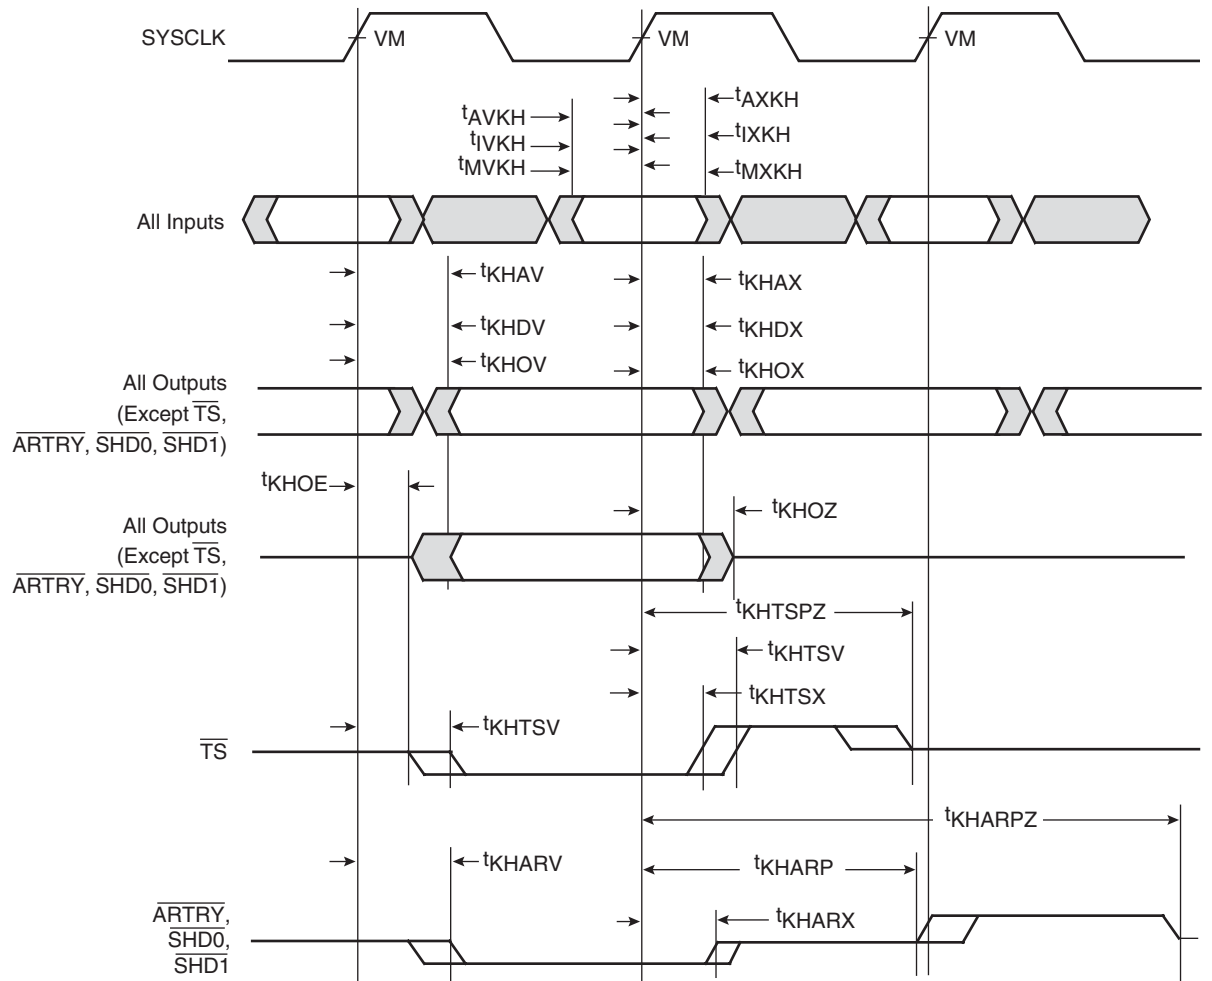 SYSCLK
VM
VM
VM
tAVKH
tIVKH
tMVKH
tAXKH
tIXKH
tMXKH
All Inputs
tKHAV
tKHDV
tKHOV
tKHAX
tKHDX
tKHOX
All Outputs
(Except TS,
ARTRY, SHD0, SHD1)
tKHOE
tKHOZ
All Outputs
(Except TS,
ARTRY, SHD0, SHD1)
tKHTSPZ
tKHTSV
tKHTSX
tKHTSV
TS
tKHARPZ
tKHARV
tKHARP
tKHARX
ARTRY,
SHD0,
SHD1